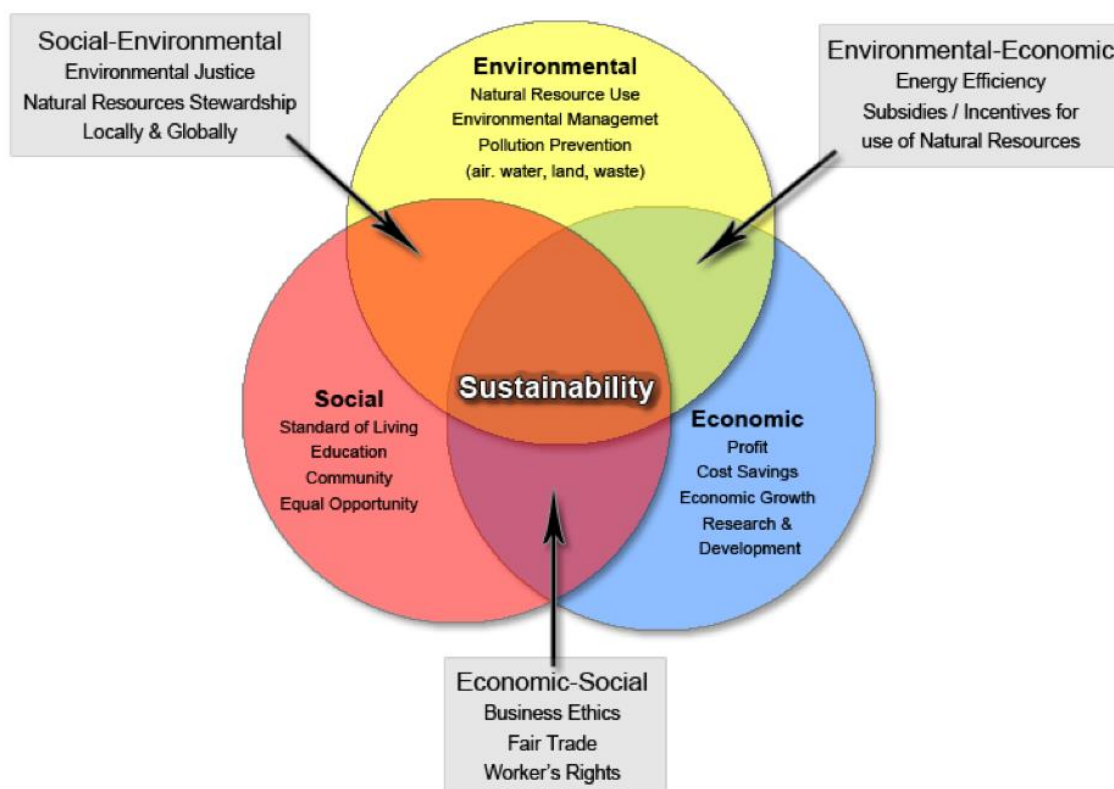 Social-Environmental
Environmental Justice
Natural Resources Stewardship
Locally & Globally
Environmental
Natural Resource Use
Environmental Managemet
Pollution Prevention
(air. water, land, waste)
Environmental-Economic
Energy Efficiency
Subsidies / Incentives for
use of Natural Resources
Sustainability
Social
Standard of Living
Education
Community
Equal Opportunity
Economic
Profit
Cost Savings
Economic Growth
Research &
Development
Economic-Social
Business Ethics
Fair Trade
Worker's Rights